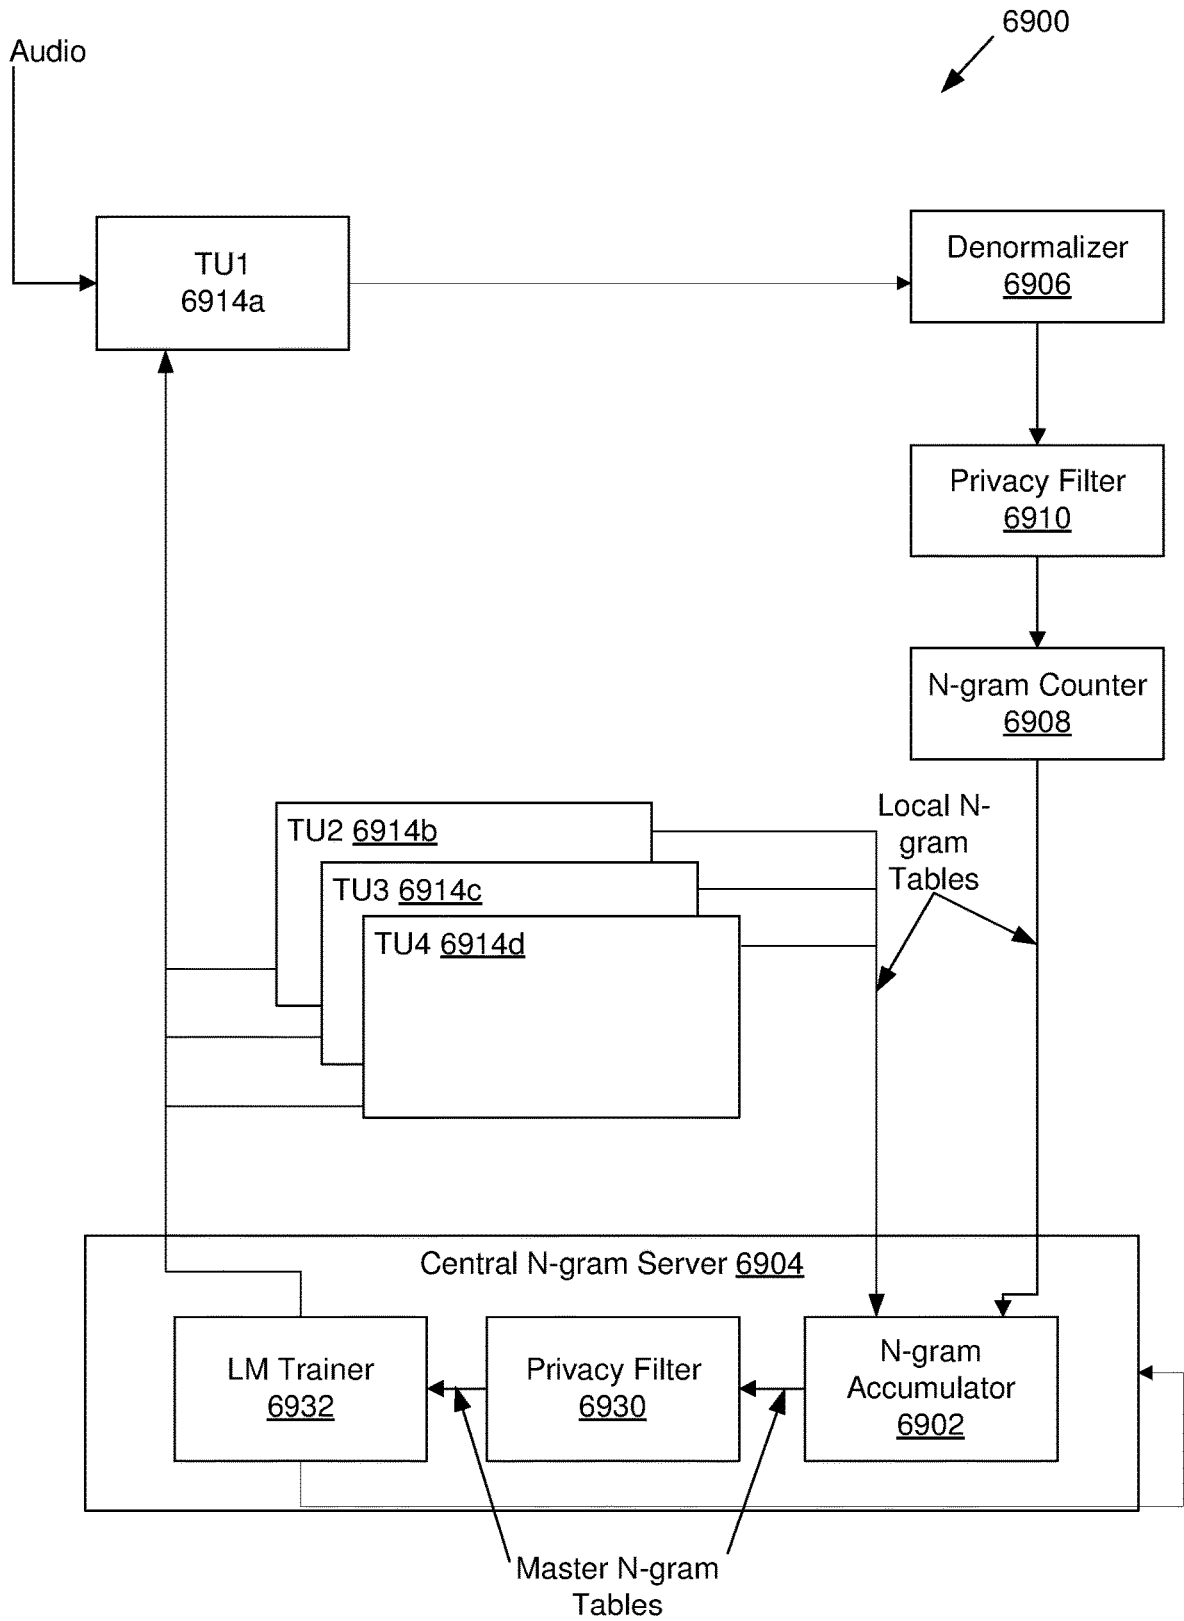 6900
Audio
TU1
6914a
Denormalizer
6906
Privacy Filter
6910
N-gram Counter
6908
Local N-
gram
Tables
TU2 6914b
TU3 6914c
TU4 6914d
Central N-gram Server 6904
LM Trainer
6932
Privacy Filter
6930
N-gram
Accumulator
6902
Master N-gram
Tables